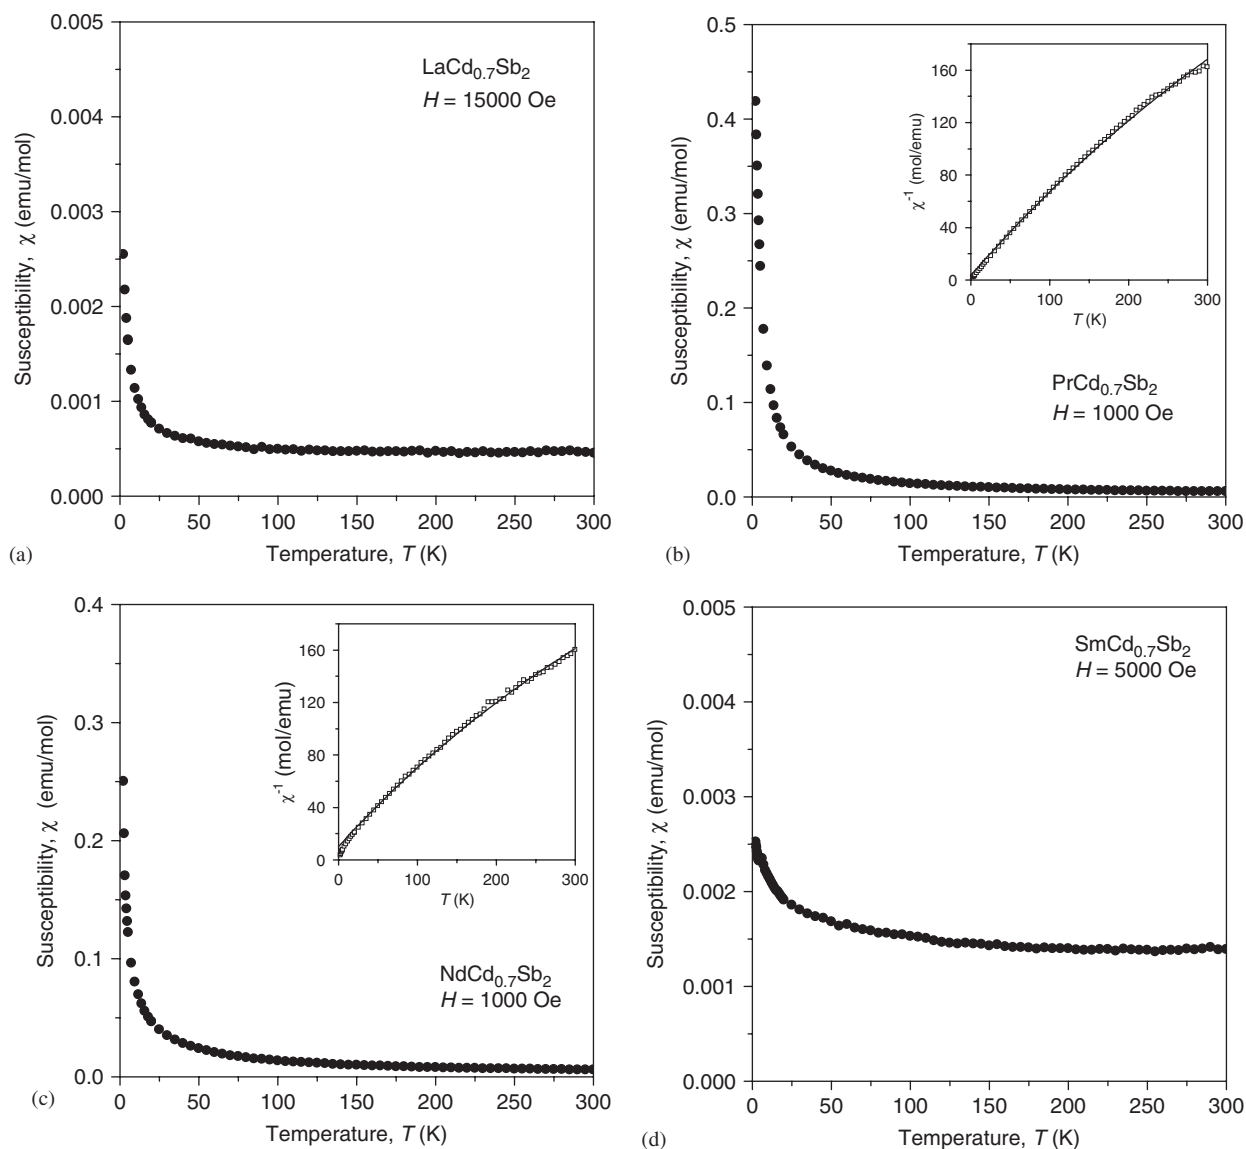 0.005
0.004
0.003
0.002
0.001
0.000
Susceptibility, χ (emu/mol)
LaCd0.7Sb2
H = 15000 Oe
0 50 100 150 200 250 300
Temperature, T (K)
(a)
0.5
0.4
0.3
0.2
0.1
0.0
Susceptibility, χ (emu/mol)
160
120
80
40
0
χ-1 (mol/emu)
0 100 200 300
T (K)
PrCd0.7Sb2
H = 1000 Oe
0 50 100 150 200 250 300
Temperature, T (K)
(b)
0.4
0.3
0.2
0.1
0.0
Susceptibility, χ (emu/mol)
160
120
80
40
0
χ-1 (mol/emu)
0 100 200 300
T (K)
NdCd0.7Sb2
H = 1000 Oe
0 50 100 150 200 250 300
Temperature, T (K)
(c)
0.005
0.004
0.003
0.002
0.001
0.000
Susceptibility, χ (emu/mol)
SmCd0.7Sb2
H = 5000 Oe
0 50 100 150 200 250 300
Temperature, T (K)
(d)